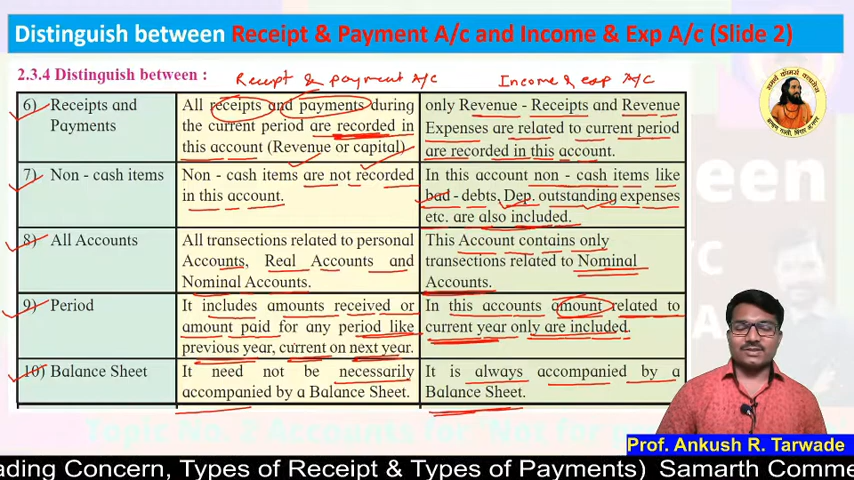 Distinguish between Receipt & Payment A/c and Income & Exp A/c (Slide 2)
2.3.4 Distinguish between :
Receipt & payment A/c
Income & exp A/c
6) Receipts and Payments
All receipts and payments during
the current period are recorded in
this account (Revenue or capital)
only Revenue - Receipts and Revenue
Expenses are related to current period
are recorded in this account.
7) Non - cash items
Non - cash items are not recorded
in this account.
In this account non - cash items like
bad - debts, Dep. outstanding expenses
etc. are also included.
8) All Accounts
All transections related to personal
Accounts, Real Accounts and
Nominal Accounts.
This Account contains only
transections related to Nominal
Accounts.
9) Period
It includes amounts received or
amount paid for any period like
previous year, current on next year.
In this accounts amount related to
current year only are included.
10) Balance Sheet
It need not be necessarily
accompanied by a Balance Sheet.
It is always accompanied by a
Balance Sheet.
Prof. Ankush R. Tarwade
ading Concern, Types of Receipt & Types of Payments) Samarth Comme